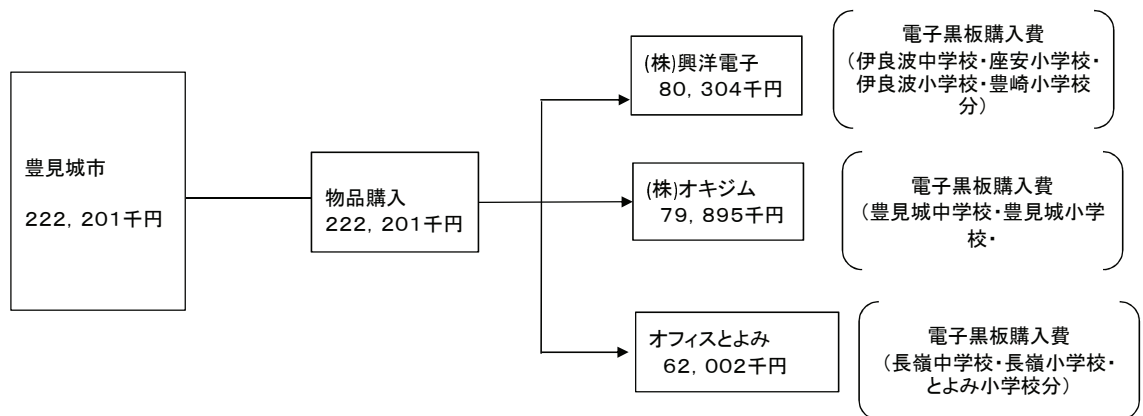 豊見城市
222,201千円
物品購入
222,201千円
(株)興洋電子
80,304千円
電子黒板購入費
(伊良波中学校・座安小学校・
伊良波小学校・豊崎小学校
分)
(株)オキジム
79,895千円
電子黒板購入費
(豊見城中学校・豊見城小学
校・
オフィスとよみ
62,002千円
電子黒板購入費
(長嶺中学校・長嶺小学校・
とよみ小学校分)